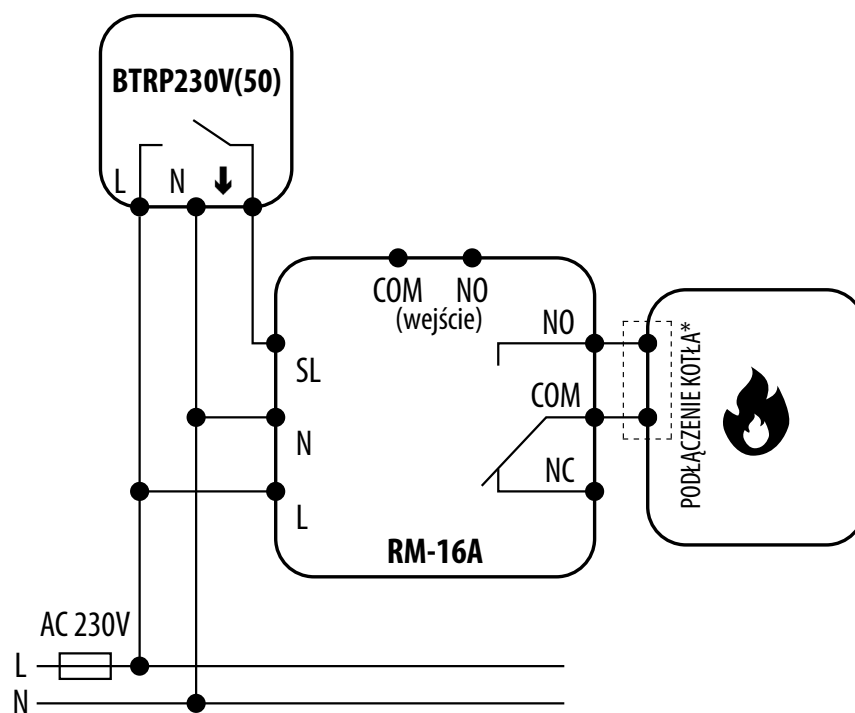 BTRP230V(50)
L N
COM NO
(wejście)
NO
SL
COM
N
NC
L
RM-16A
PODŁĄCZENIE KOTŁA*
AC 230V
L
N